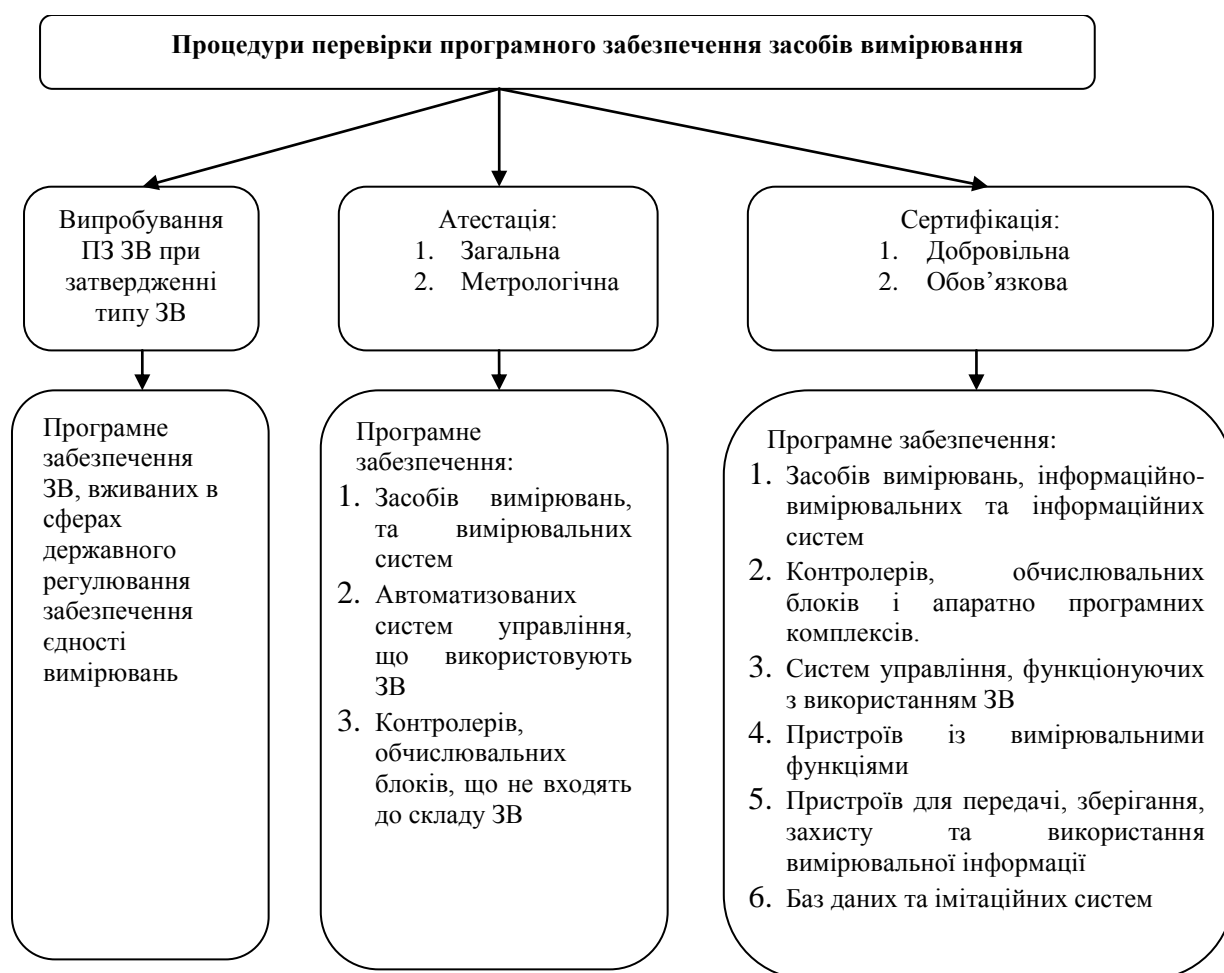 Процедури перевірки програмного забезпечення засобів вимірювання
Випробування
ПЗ ЗВ при
затвердженні
типу ЗВ
Атестація:
1. Загальна
2. Метрологічна
Сертифікація:
1. Добровільна
2. Обов’язкова
Програмне
забезпечення
ЗВ, вживаних в
сферах
державного
регулювання
забезпечення
єдності
вимірювань
Програмне
забезпечення:
1. Засобів вимірювань,
та вимірювальних
систем
2. Автоматизованих
систем управління,
що використовують
ЗВ
3. Контролерів,
обчислювальних
блоків, що не входять
до складу ЗВ
Програмне забезпечення:
1. Засобів вимірювань, інформаційно-
вимірювальних та інформаційних
систем
2. Контролерів, обчислювальних
блоків і апаратно програмних
комплексів.
3. Систем управління, функціонуючих
з використанням ЗВ
4. Пристроїв із вимірювальними
функціями
5. Пристроїв для передачі, зберігання,
захисту та використання
вимірювальної інформації
6. Баз даних та імітаційних систем